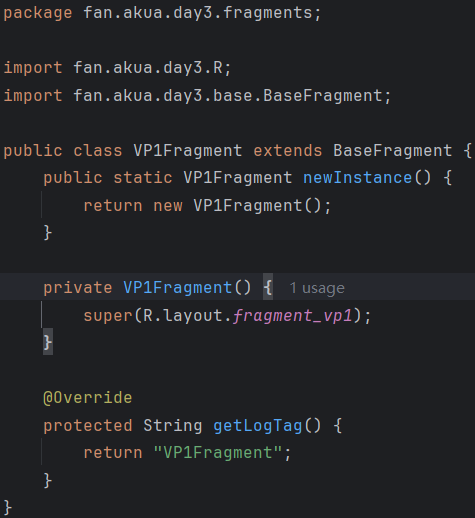 package fan.akua.day3.fragments;
import fan.akua.day3.R;
import fan.akua.day3.base.BaseFragment;
public class VP1Fragment extends BaseFragment {
    public static VP1Fragment newInstance() {
        return new VP1Fragment();
    }
    private VP1Fragment() { 1 usage
        super(R.layout.fragment_vp1);
    }
    @Override
    protected String getLogTag() {
        return "VP1Fragment";
    }
}